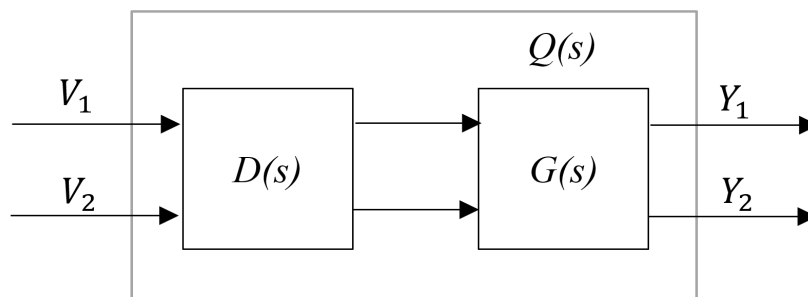 Q(s)
V₁
Y₁
D(s)
G(s)
V₂
Y₂